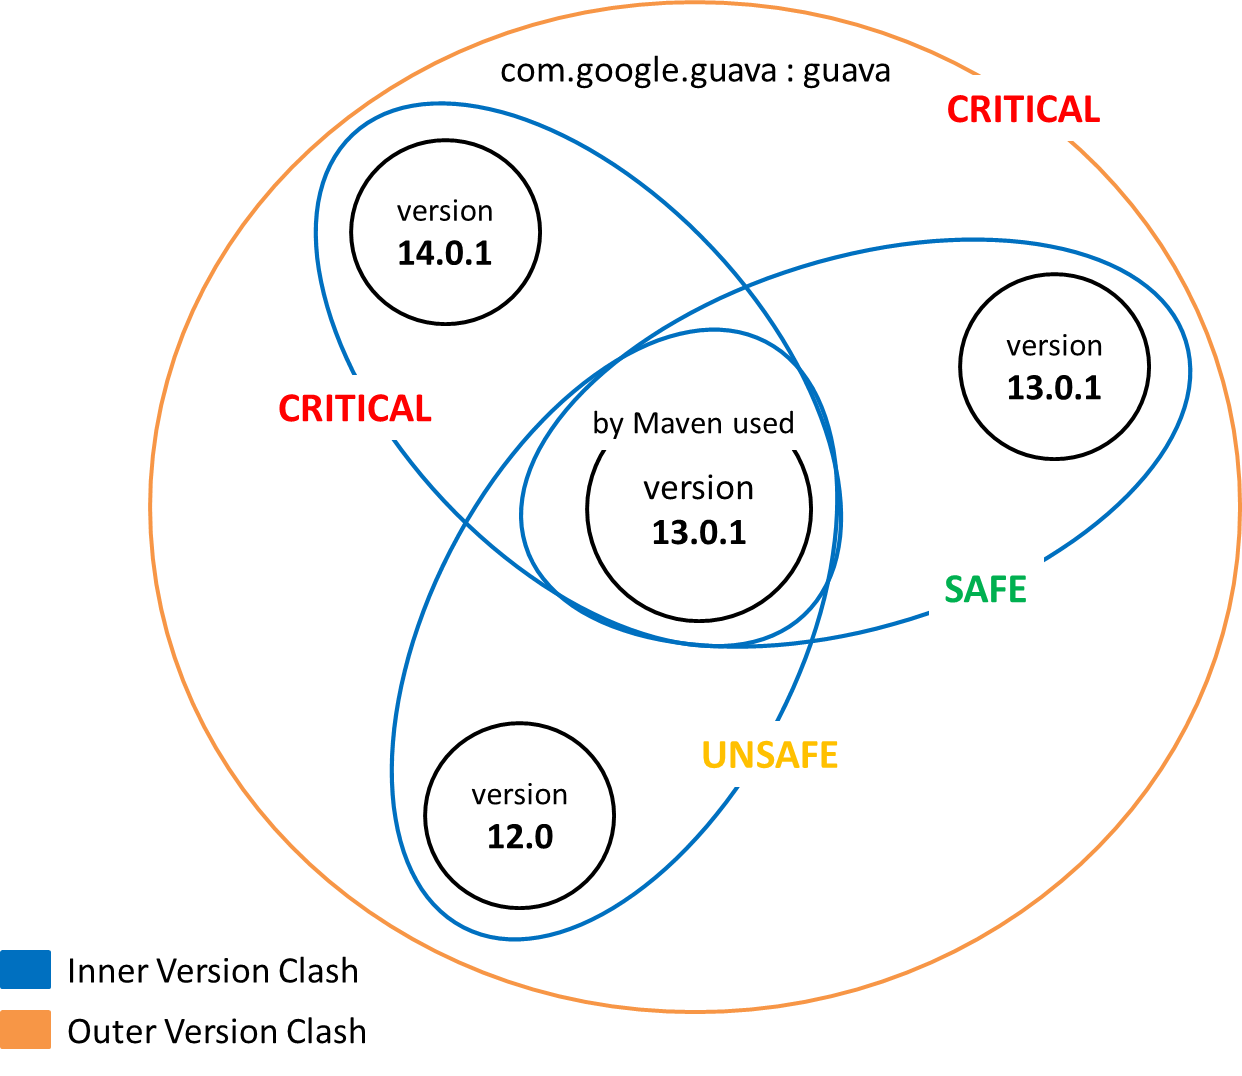 com.google.guava : guava
CRITICAL
version
14.0.1
version
13.0.1
CRITICAL
by Maven used
version
13.0.1
SAFE
UNSAFE
version
12.0
Inner Version Clash
Outer Version Clash